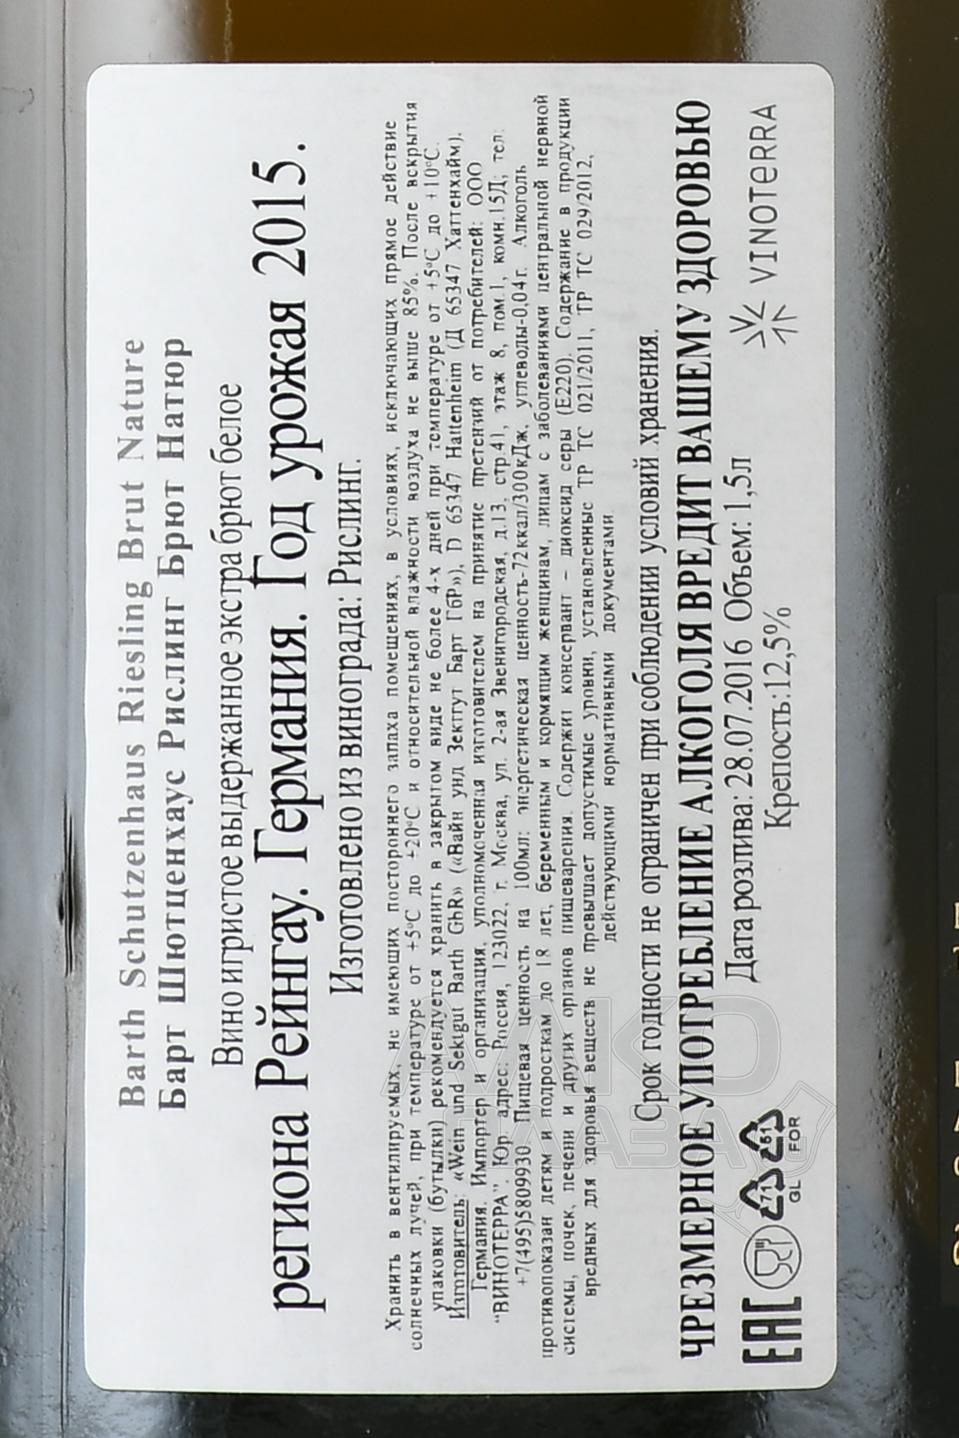 Barth Schutzenhaus Riesling Brut Nature
Барт Шютценхаус Рислинг Брют Натюр
Вино игристое выдержанное экстра брют белое
региона Рейнгау. Германия. Год урожая 2015.
Изготовлено из винограда: Рислинг.
Хранить в вентилируемых, не имеющих постороннего запаха помещениях, в условиях, исключающих прямое действие
солнечных лучей, при температуре от +5°С до +20°С и относительной влажности воздуха не выше 85%. После вскрытия
упаковки (бутылки) рекомендуется хранить в закрытом виде не более 4-х дней при температуре от +5°С до +10°С.
Изготовитель: «Wein und Sektgut Barth GbR» («Вайн унд Зектгут Барт ГбР»), D 65347 Hattenheim (Д 65347 Хаттенхайм),
Германия. Импортер и организация, уполномоченная изготовителем на принятие претензий от потребителей: ООО
"ВИНОТЕРРА". Юр. адрес: Россия, 123022, г. Москва, ул. 2-ая Звенигородская, д.13, стр.41, этаж 8, пом.1, комн.15Д; тел:
+7(495)5809930 Пищевая ценность на 100мл: энергетическая ценность-72ккал/300кДж, углеводы-0,04г. Алкоголь
противопоказан детям и подросткам до 18 лет, беременным и кормящим женщинам, лицам с заболеваниями центральной нервной
системы, почек, печени и других органов пищеварения. Содержит консервант – диоксид серы (Е220). Содержание в продукции
вредных для здоровья веществ не превышает допустимые уровни, установленные ТР ТС 021/2011, ТР ТС 029/2012,
действующими нормативными документами.
Срок годности не ограничен при соблюдении условий хранения.
ЧРЕЗМЕРНОЕ УПОТРЕБЛЕНИЕ АЛКОГОЛЯ ВРЕДИТ ВАШЕМУ ЗДОРОВЬЮ
Дата розлива: 28.07.2016 Объем: 1,5л
Крепость:12,5%
EAC
71 GL
51 FOR
VINOTERRA